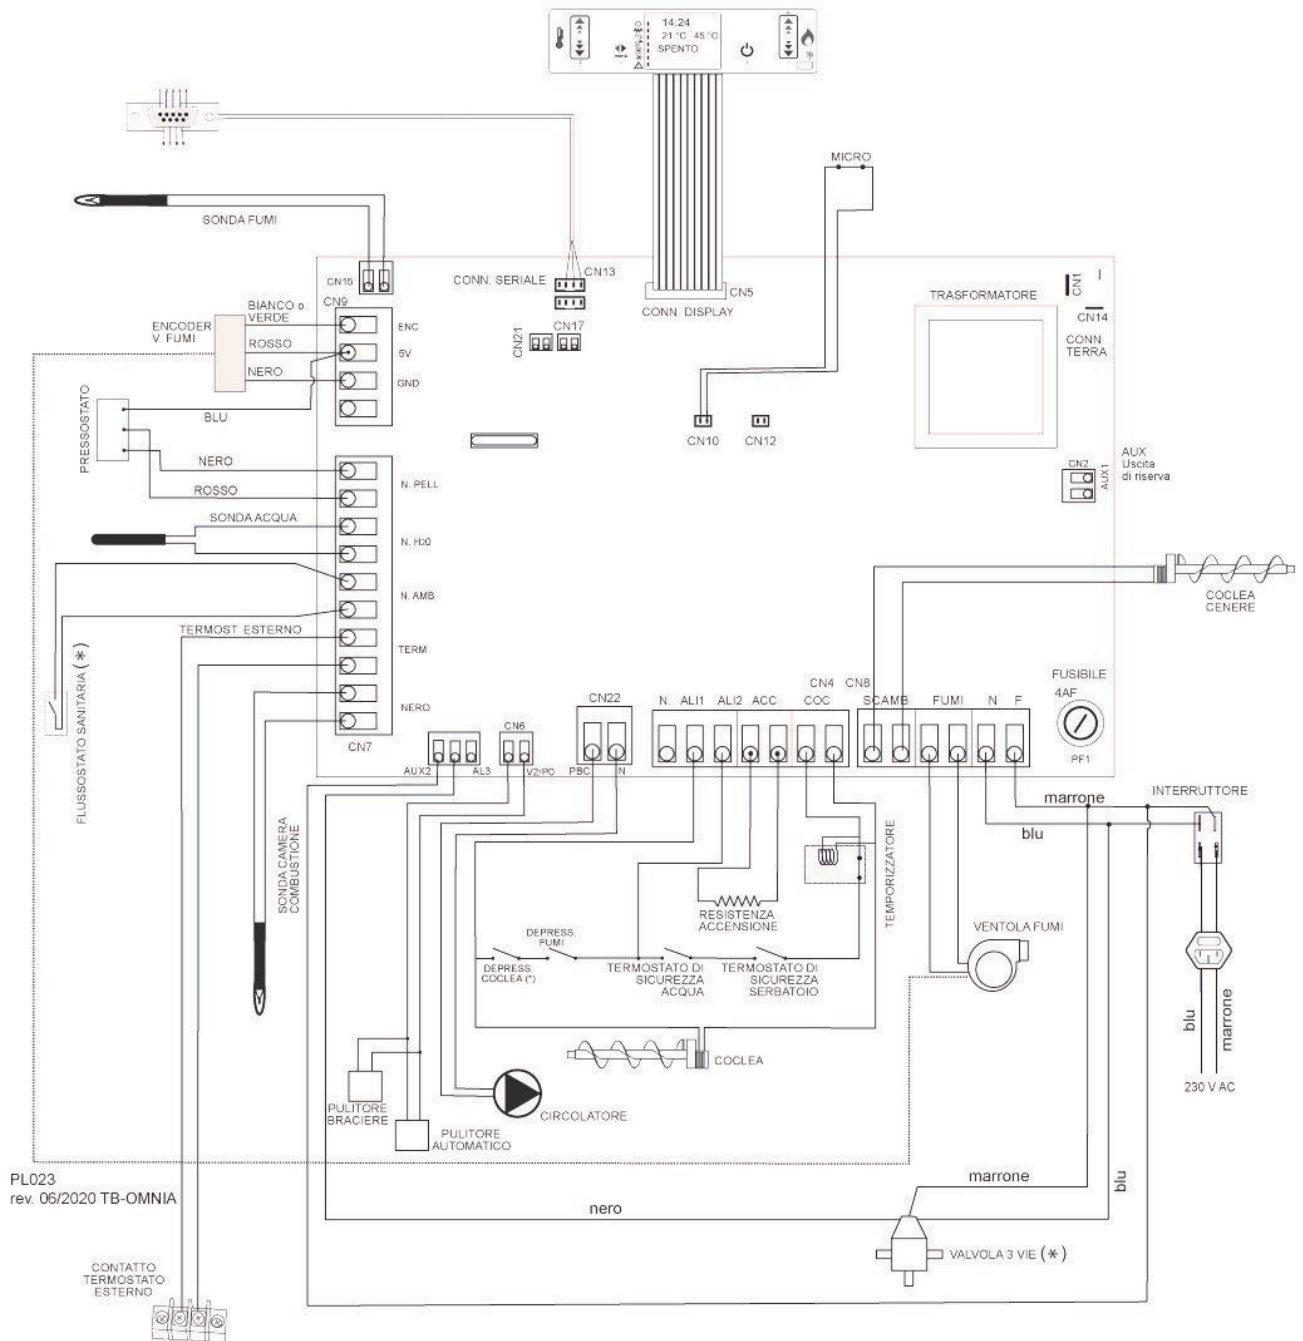 14:24
21 °C 45 °C
SPENTO
MICRO
SONDA FUMI
CN15
CONN. SERIALE
CN13
CN5
CONN. DISPLAY
TRASFORMATORE
CN1
CN14
CONN
TERRA
CN9
BIANCO o
VERDE
ENC
ENCODER
V. FUMI
ROSSO
5V
NERO
GND
CN21
CN17
PRESSOSTATO
BLU
CN10
CN12
NERO
N. PELL
ROSSO
CN2
AUX1
AUX
Uscita
di riserva
SONDA ACQUA
N. H20
N. AMB
COCLEA
CENERE
TERMOST ESTERNO
TERM
FLUSSOSTATO SANITARIA (*)
NERO
CN7
CN22
CN4
CN8
N.
ALI1
ALI2
ACC
COC
SCAMB
FUMI
N
F
FUSIBILE
4AF
PF1
CN6
AUX2
AL3
V2/P0
PBC
N
INTERRUTTORE
marrone
blu
SONDA CAMERA
COMBUSTIONE
TEMPORIZZATORE
RESISTENZA
ACCENSIONE
DEPRESS.
FUMI
DEPRESS.
COCLEA (*)
TERMOSTATO DI
SICUREZZA
ACQUA
TERMOSTATO DI
SICUREZZA
SERBATOIO
VENTOLA FUMI
COCLEA
blu
marrone
230 V AC
PULITORE
BRACIERE
PULITORE
AUTOMATICO
CIRCOLATORE
PL023
rev. 06/2020 TB-OMNIA
marrone
blu
nero
VALVOLA 3 VIE (*)
CONTATTO
TERMOSTATO
ESTERNO